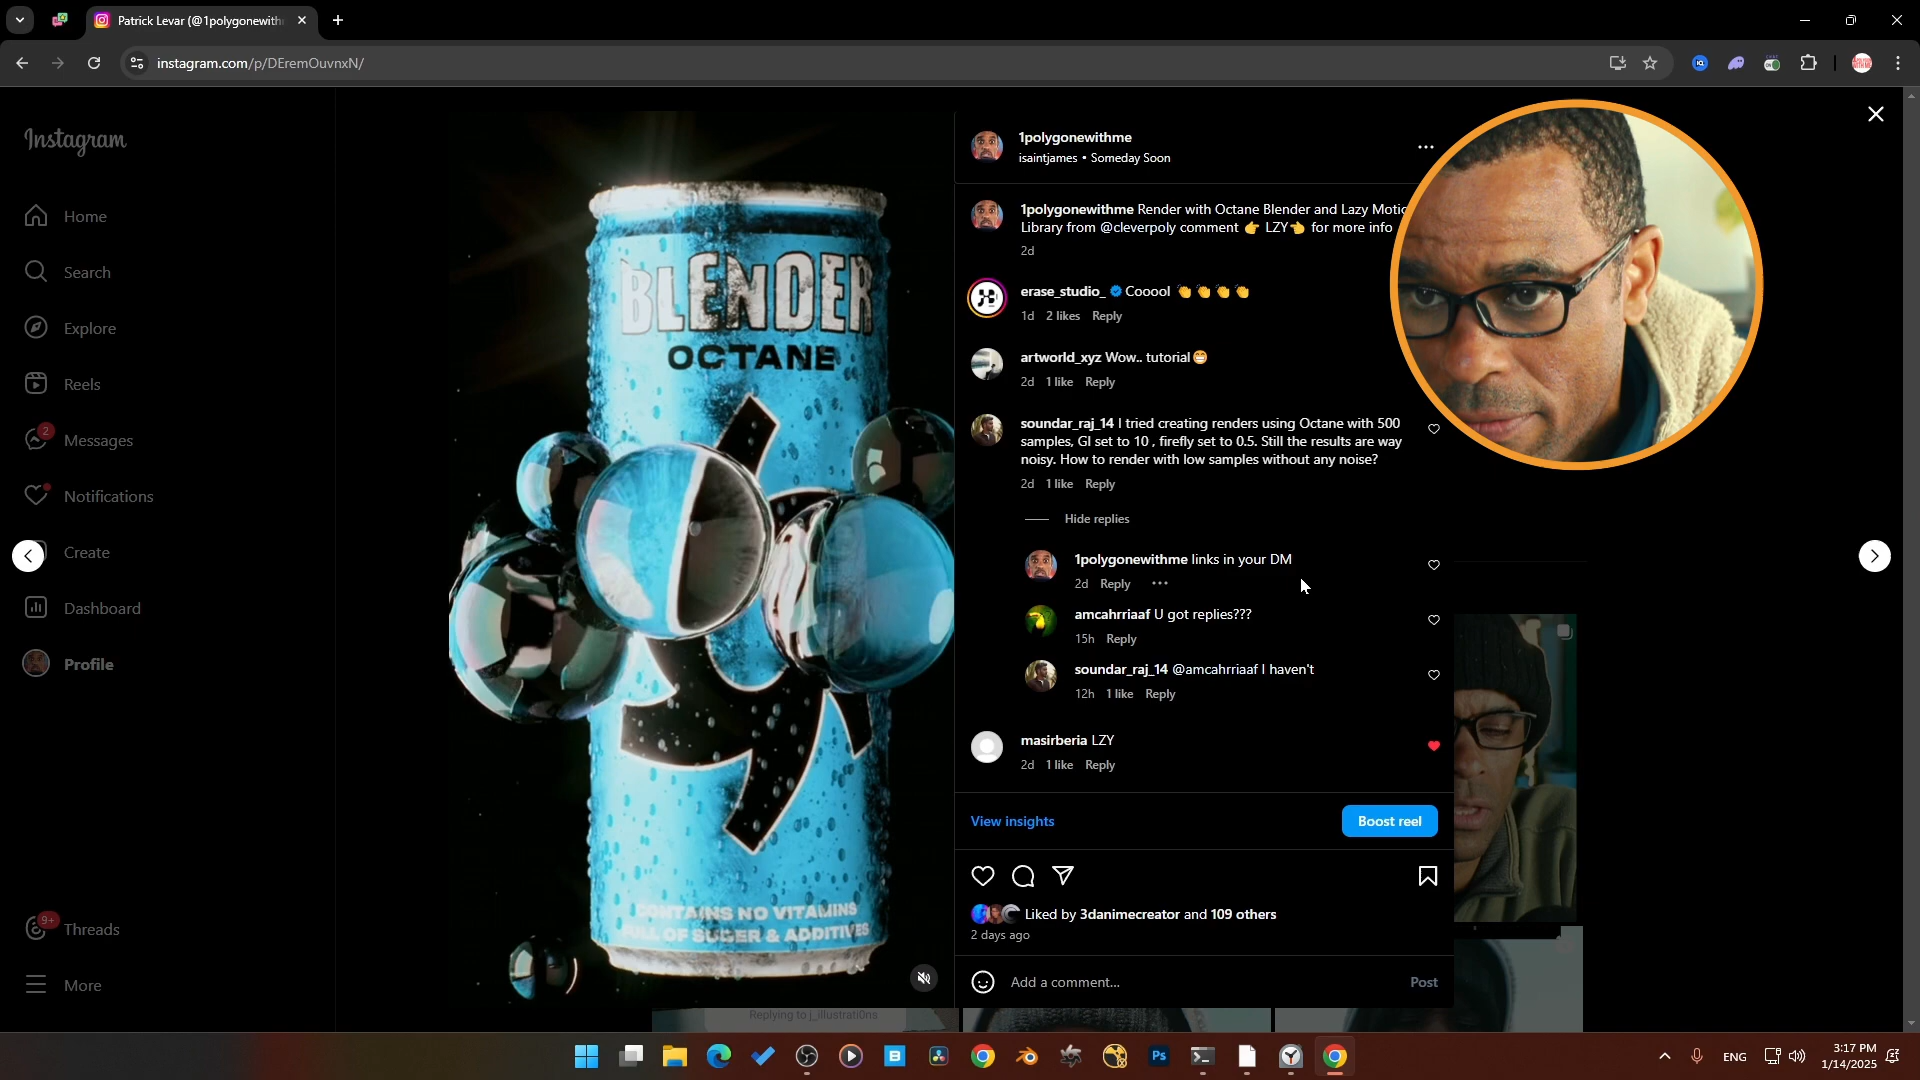 Patrick Levar (@1polygonewith
instagram.com/p/DEremOuvnxN/
Instagram
Home
Search
Explore
Reels
2
Messages
Notifications
Create
Dashboard
Profile
9+
Threads
More
BLENDER
OCTANE
CONTAINS NO VITAMINS
FULL OF SUGER & ADDITIVES
1polygonewithme
isaintjames • Someday Soon
1polygonewithme Render with Octane Blender and Lazy Motio
Library from @cleverpoly comment 👉 LZY👈 for more info
2d
erase_studio_ Cooool 👏👏👏👏
1d 2 likes Reply
artworld_xyz Wow.. tutorial😁
2d 1 like Reply
soundar_raj_14 I tried creating renders using Octane with 500
samples, GI set to 10 , firefly set to 0.5. Still the results are way
noisy. How to render with low samples without any noise?
2d 1 like Reply
Hide replies
1polygonewithme links in your DM
2d Reply
amcahrriaaf U got replies???
15h Reply
soundar_raj_14 @amcahrriaaf I haven't
12h 1 like Reply
masirberia LZY
2d 1 like Reply
View insights
Boost reel
Liked by 3danimecreator and 109 others
2 days ago
Add a comment...
Post
Replying to j_illustrati0ns
Ps
ENG
3:17 PM
1/14/2025